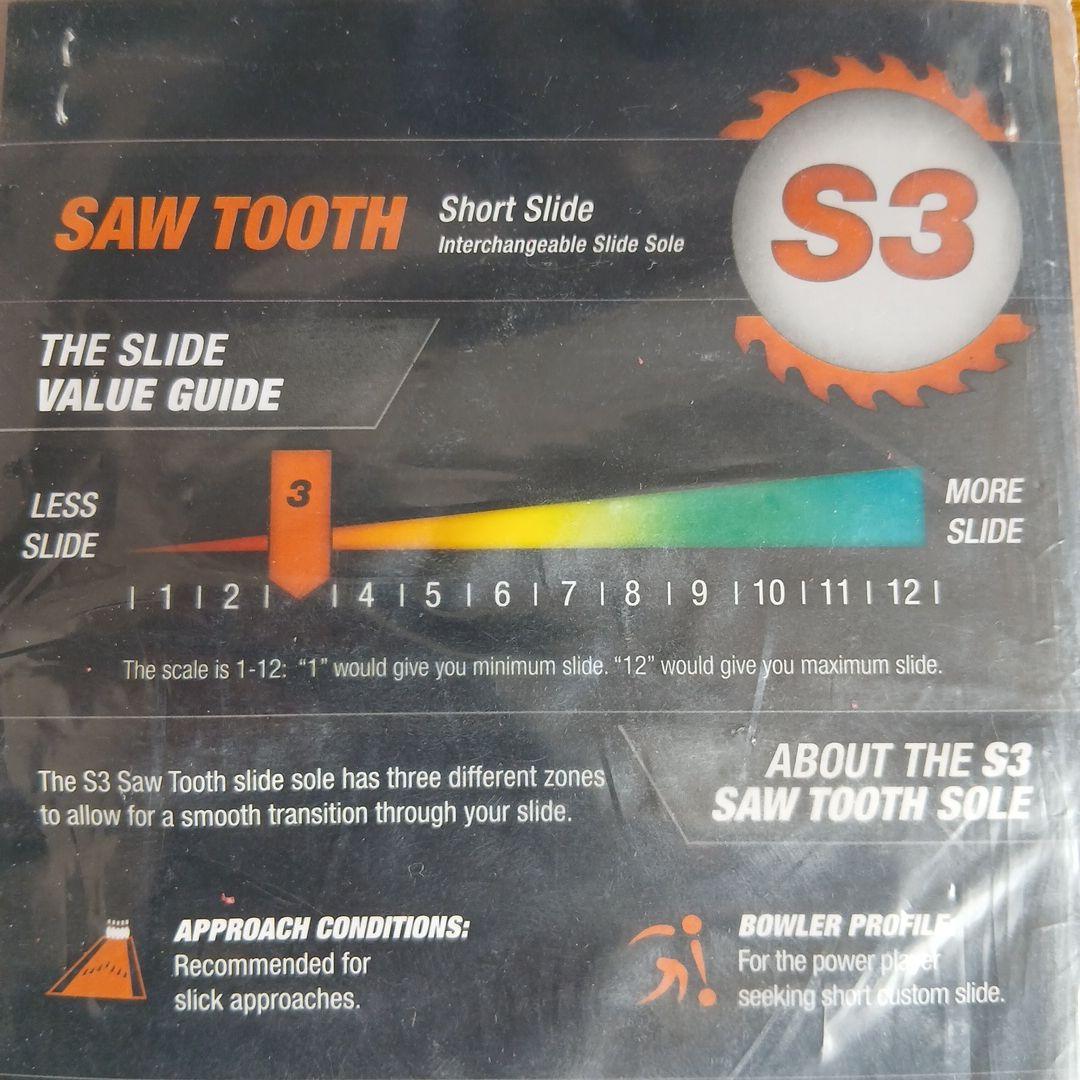 S3
SAW TOOTH
Short Slide
Interchangeable Slide Sole
THE SLIDE
VALUE GUIDE
LESS
SLIDE
3
MORE
SLIDE
| 1 | 2 | | 4 | 5 | 6 | 7 | 8 | 9 | 10 | 11 | 12 |
The scale is 1-12: “1” would give you minimum slide. “12” would give you maximum slide.
ABOUT THE S3
SAW TOOTH SOLE
The S3 Saw Tooth slide sole has three different zones
to allow for a smooth transition through your slide.
APPROACH CONDITIONS:
Recommended for
slick approaches.
BOWLER PROFILE
For the power player
seeking short custom slide.